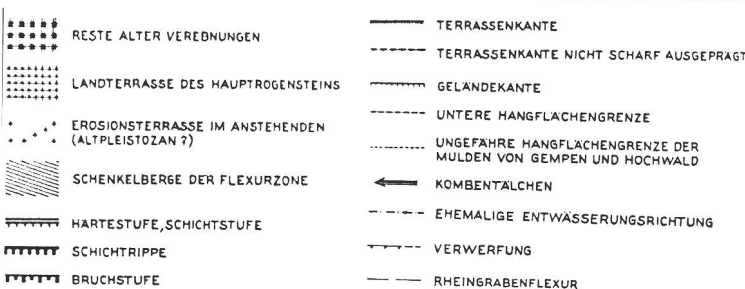 RESTE ALTER VEREBNUNGEN
LANDTERRASSE DES HAUPTROGENSTEINS
EROSIONSTERRASSE IM ANSTEHENDEN
(ALTPLEISTOZAN ?)
SCHENKELBERGE DER FLEXURZONE
HÄRTESTUFE, SCHICHTSTUFE
SCHICHTRIPPE
BRUCHSTUFE
TERRASSENKANTE
TERRASSENKANTE NICHT SCHARF AUSGEPRÄGT
GELÄNDEKANTE
UNTERE HANGFLÄCHENGRENZE
UNGEFÄHRE HANGFLÄCHENGRENZE DER
MULDEN VON GEMPEN UND HOCHWALD
KOMBENTÄLCHEN
EHEMALIGE ENTWÄSSERUNGSRICHTUNG
VERWERFUNG
RHEINGRABENFLEXUR